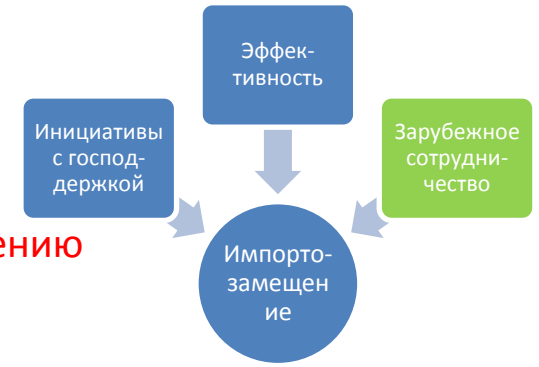 Эффек-
тивность
Инициативы
с господ-
держкой
Зарубежное
сотрудни-
чество
ению
Импорто-
замещен
ие